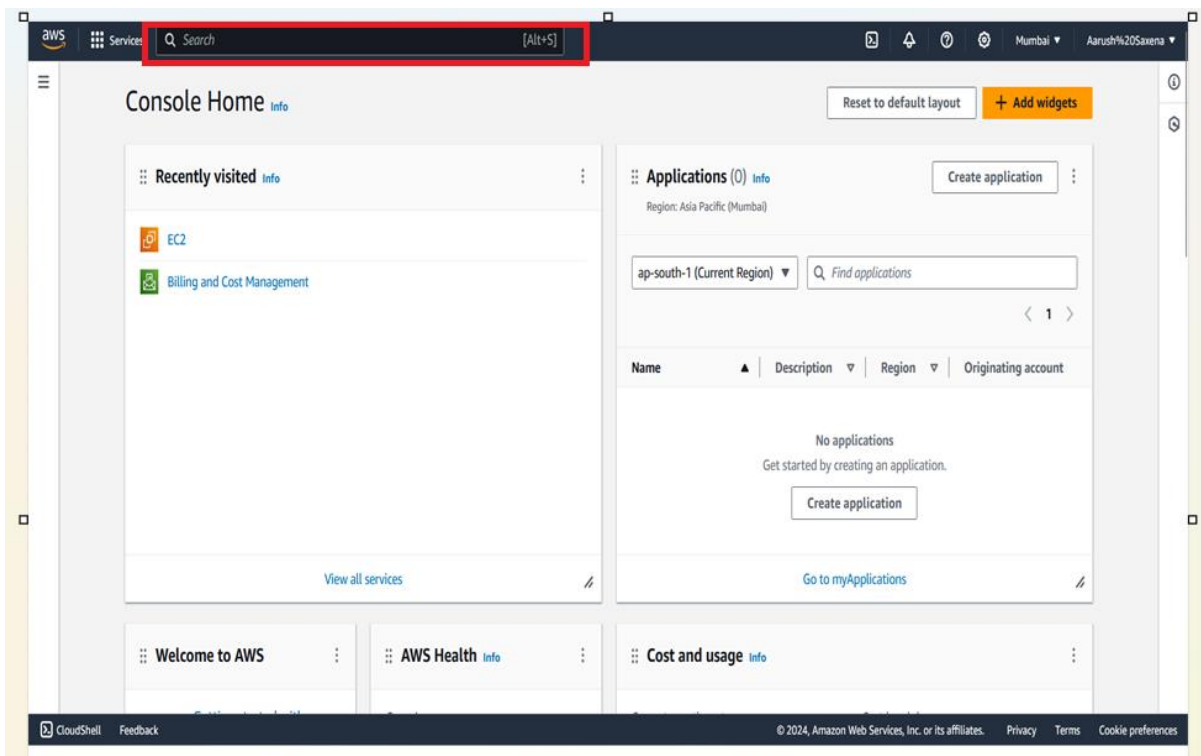 aws
Services
Search [Alt+S]
Mumbai ▼
Aarush%20Saxena ▼
Console Home Info
Reset to default layout
+ Add widgets
Recently visited Info
EC2
Billing and Cost Management
View all services
Applications (0) Info
Create application
Region: Asia Pacific (Mumbai)
ap-south-1 (Current Region) ▼
Find applications
1
Name ▲ Description ▽ Region ▽ Originating account
No applications
Get started by creating an application.
Create application
Go to myApplications
Welcome to AWS
AWS Health Info
Cost and usage Info
CloudShell Feedback
© 2024, Amazon Web Services, Inc. or its affiliates. Privacy Terms Cookie preferences